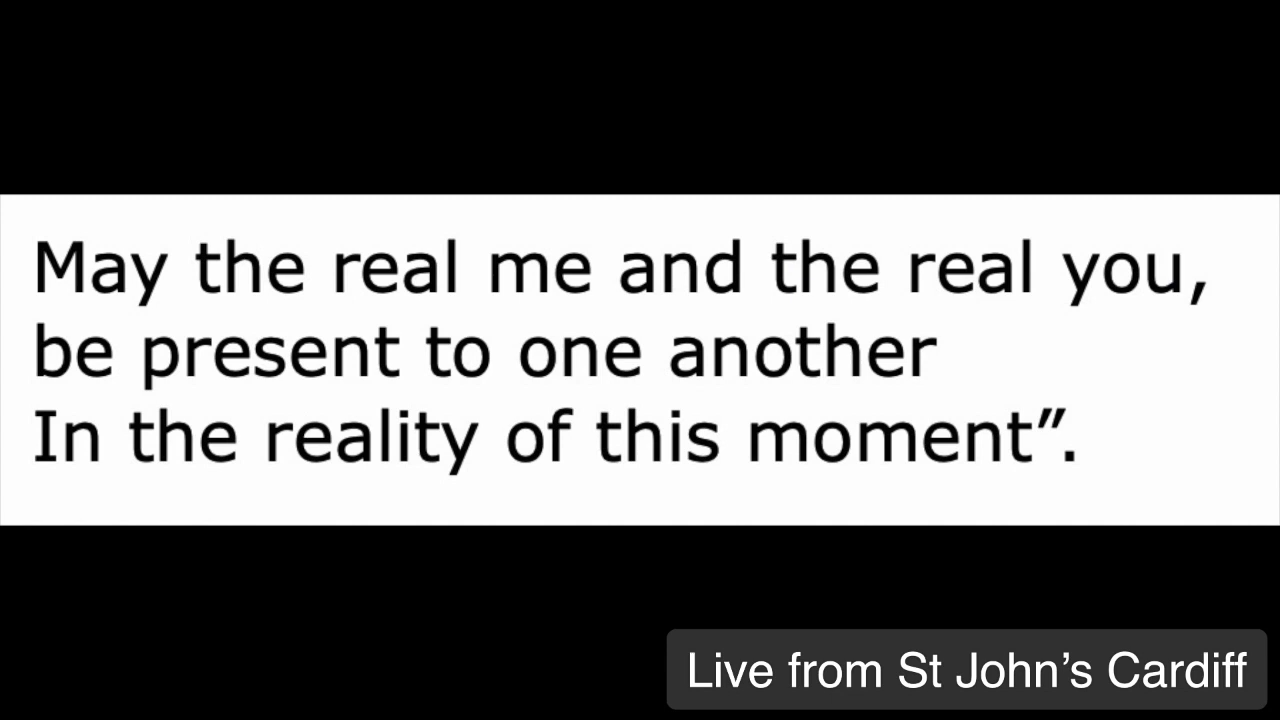 May the real me and the real you,
be present to one another
In the reality of this moment”.
Live from St John’s Cardiff